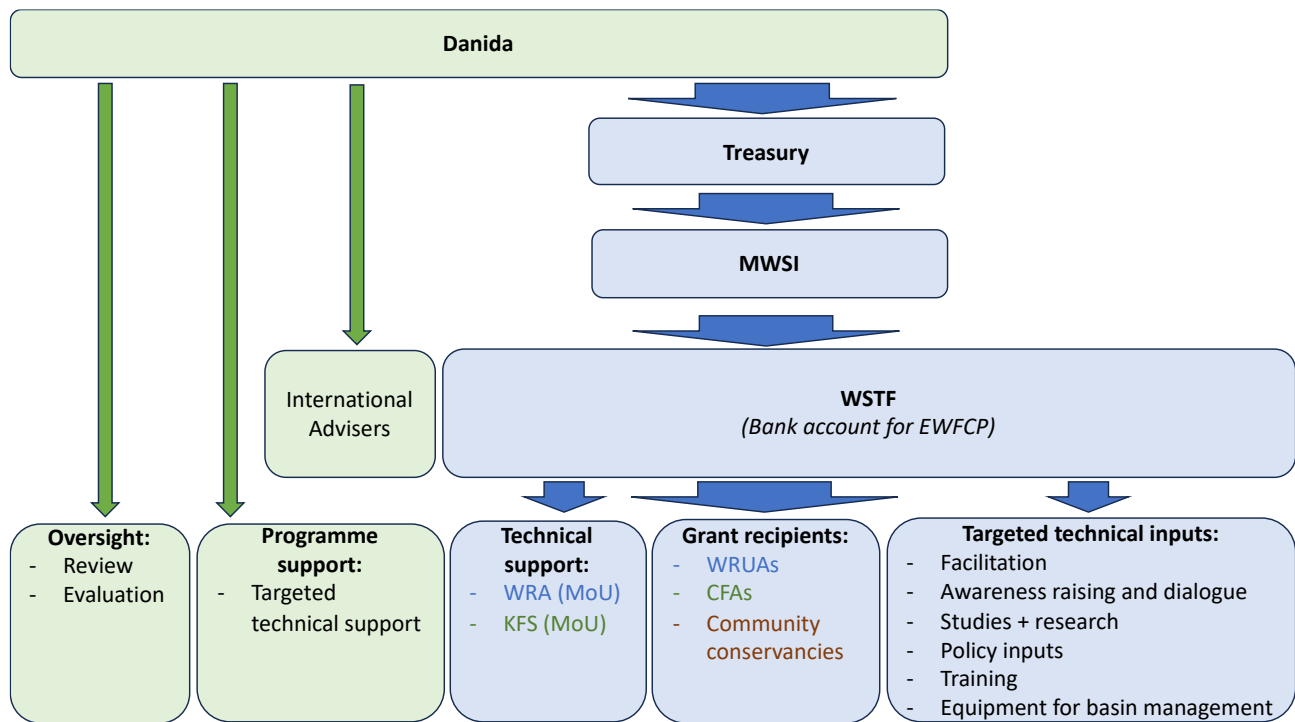 Danida
Treasury
MWSI
International
Advisers
WSTF
(Bank account for EWFCP)
Oversight:
- Review
- Evaluation
Programme
support:
- Targeted
technical support
Technical
support:
- WRA (MoU)
- KFS (MoU)
Grant recipients:
- WRUAs
- CFAs
- Community
conservancies
Targeted technical inputs:
- Facilitation
- Awareness raising and dialogue
- Studies + research
- Policy inputs
- Training
- Equipment for basin management